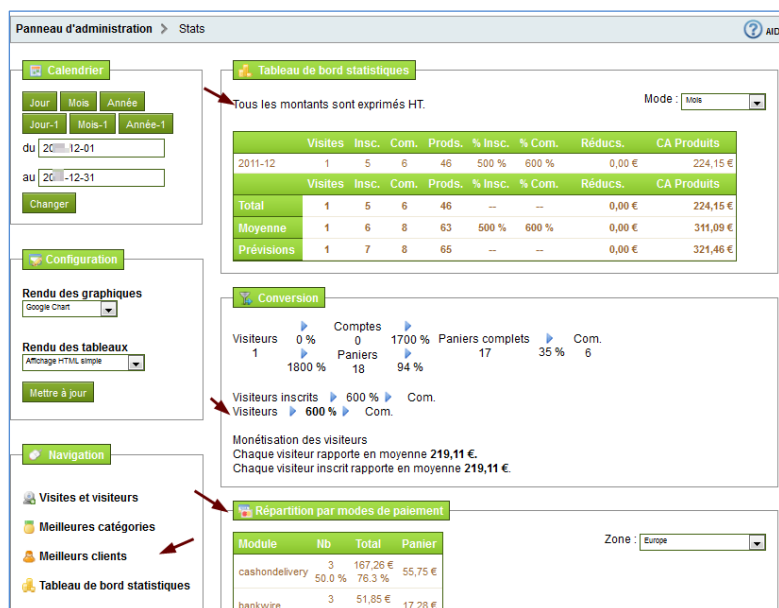 Panneau d'administration > Stats
AID
Calendrier
Jour Mois Année
Jour-1 Mois-1 Année-1
du 20 -12-01
au 20 -12-31
Changer
Configuration
Rendu des graphiques
Google Chart
Rendu des tableaux
Affichage HTML simple
Mettre à jour
Navigation
Visites et visiteurs
Meilleures catégories
Meilleurs clients
Tableau de bord statistiques
Tableau de bord statistiques
Tous les montants sont exprimés HT.
Mode : Mois
Visites Insc. Com. Prods. % Insc. % Com. Réducs. CA Produits
2011-12 1 5 6 46 500 % 600 % 0,00 € 224,15 €
Visites Insc. Com. Prods. % Insc. % Com. Réducs. CA Produits
Total 1 5 6 46 -- -- 0,00 € 224,15 €
Moyenne 1 6 8 63 500 % 600 % 0,00 € 311,09 €
Prévisions 1 7 8 65 -- -- 0,00 € 321,46 €
Conversion
Visiteurs 0 % Comptes 1700 % Paniers complets Com.
1 0 17 35 % 6
1800 % Paniers 94 %
18
Visiteurs inscrits 600 % Com.
Visiteurs 600 % Com.
Monétisation des visiteurs
Chaque visiteur rapporte en moyenne 219,11 €.
Chaque visiteur inscrit rapporte en moyenne 219,11 €.
Répartition par modes de paiement
Zone : Europe
Module Nb Total Panier
cashondelivery 3 167,26 € 55,75 €
50.0 % 76.3 %
bankwire 3 51,85 € 17,28 €